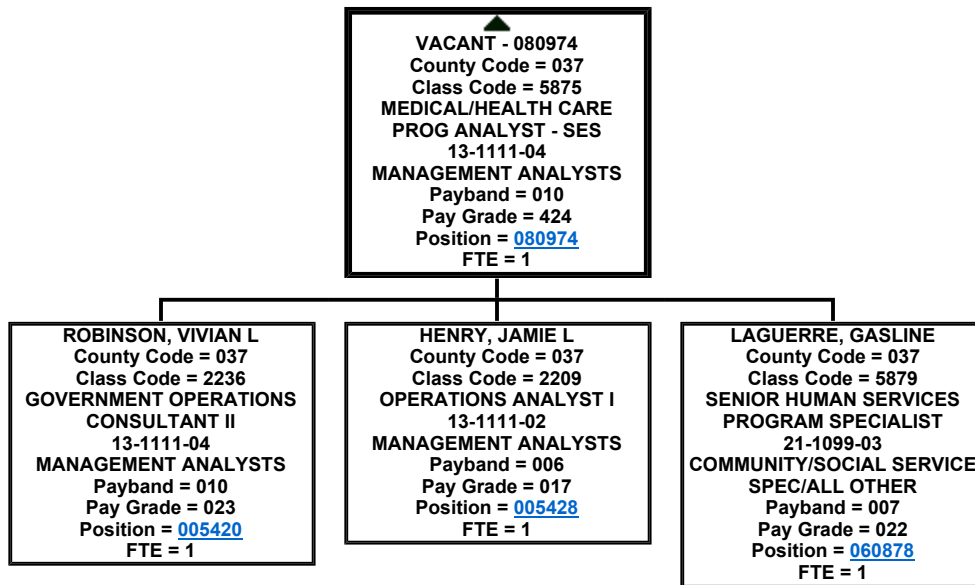 VACANT - 080974
County Code = 037
Class Code = 5875
MEDICAL/HEALTH CARE
PROG ANALYST - SES
13-1111-04
MANAGEMENT ANALYSTS
Payband = 010
Pay Grade = 424
Position = 080974
FTE = 1
ROBINSON, VIVIAN L
County Code = 037
Class Code = 2236
GOVERNMENT OPERATIONS
CONSULTANT II
13-1111-04
MANAGEMENT ANALYSTS
Payband = 010
Pay Grade = 023
Position = 005420
FTE = 1
HENRY, JAMIE L
County Code = 037
Class Code = 2209
OPERATIONS ANALYST I
13-1111-02
MANAGEMENT ANALYSTS
Payband = 006
Pay Grade = 017
Position = 005428
FTE = 1
LAGUERRE, GASLINE
County Code = 037
Class Code = 5879
SENIOR HUMAN SERVICES
PROGRAM SPECIALIST
21-1099-03
COMMUNITY/SOCIAL SERVICE
SPEC/ALL OTHER
Payband = 007
Pay Grade = 022
Position = 060878
FTE = 1